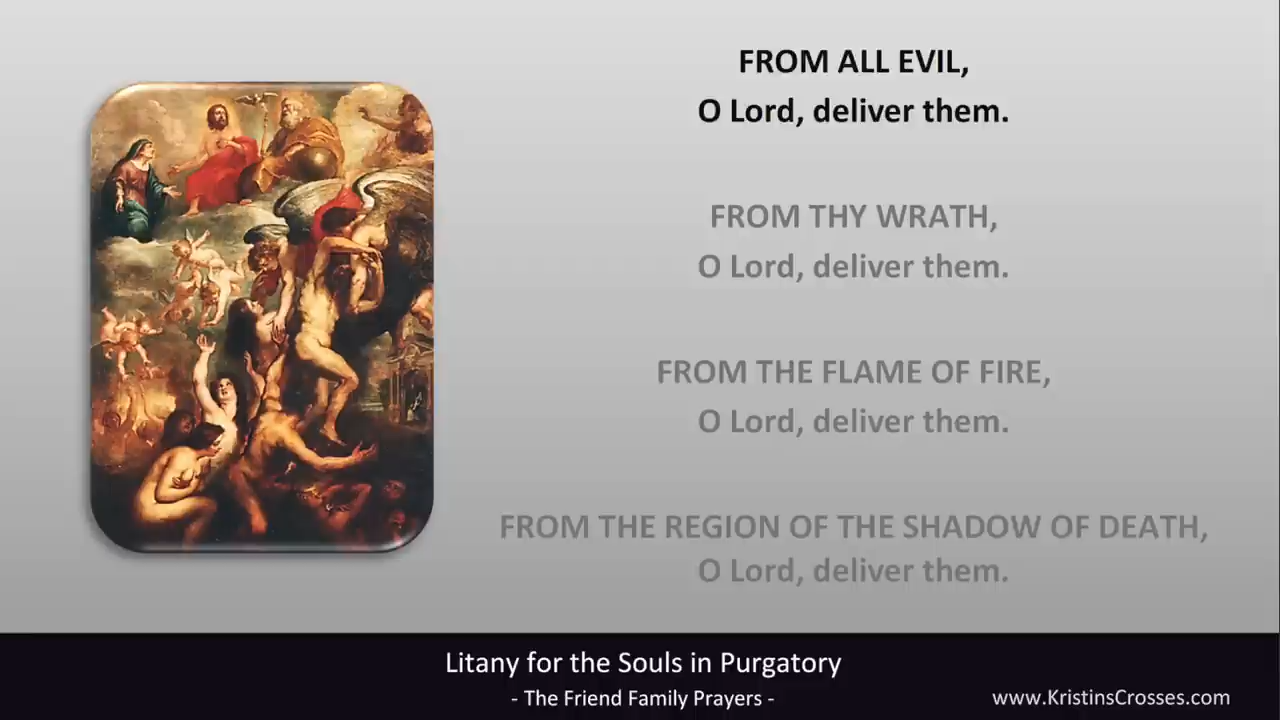 FROM ALL EVIL,
O Lord, deliver them.
FROM THY WRATH,
O Lord, deliver them.
FROM THE FLAME OF FIRE,
O Lord, deliver them.
FROM THE REGION OF THE SHADOW OF DEATH,
O Lord, deliver them.
Litany for the Souls in Purgatory
- The Friend Family Prayers -
www.KristinsCrosses.com